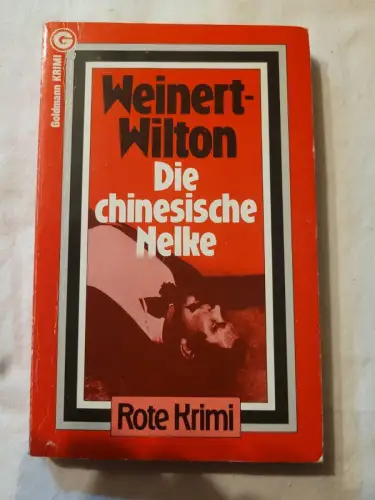 Goldmann KRIMI
G
Weinert-
Wilton
Die
chinesische
Nelke
Rote Krimi